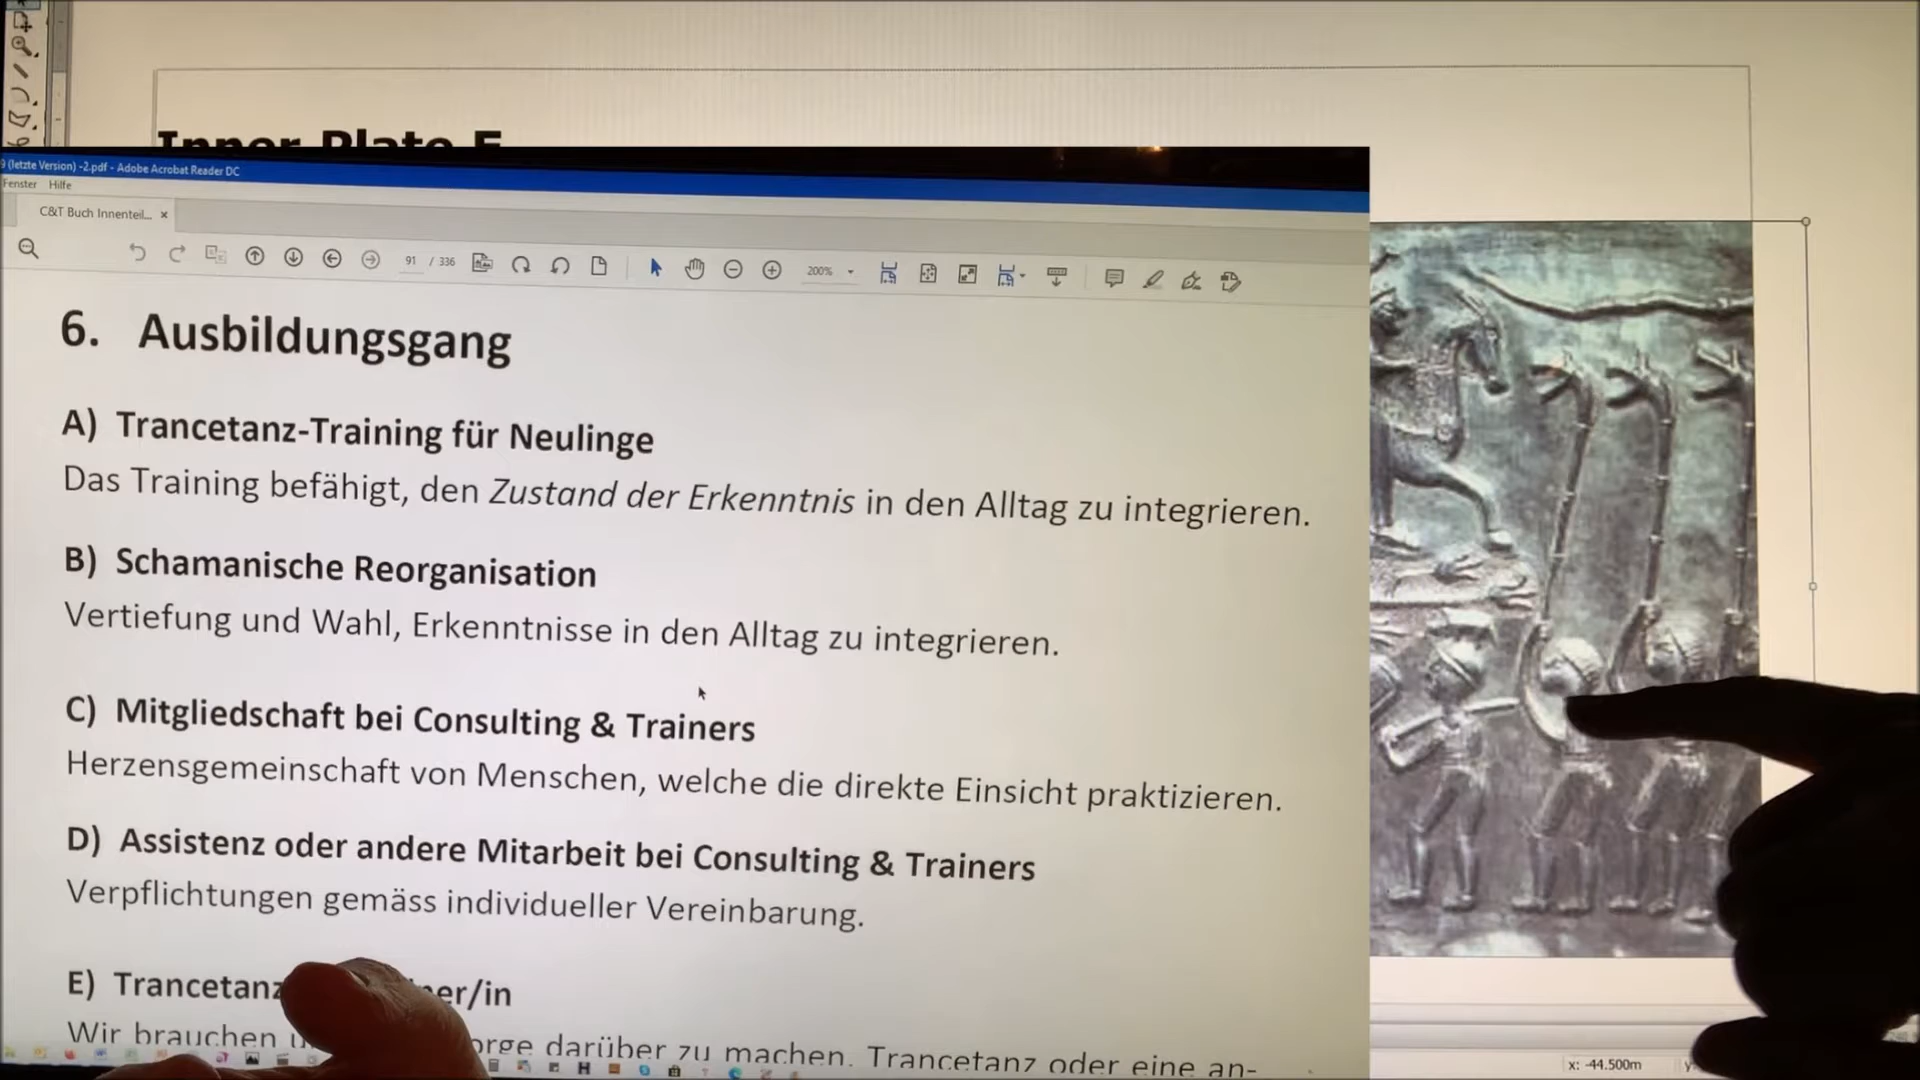 Inner Plate E
9 (letzte Version) -2.pdf - Adobe Acrobat Reader DC
Fenster Hilfe
C&T Buch Innenteil... ×
91 / 336
200%
6. Ausbildungsgang
A) Trancetanz-Training für Neulinge
Das Training befähigt, den Zustand der Erkenntnis in den Alltag zu integrieren.
B) Schamanische Reorganisation
Vertiefung und Wahl, Erkenntnisse in den Alltag zu integrieren.
C) Mitgliedschaft bei Consulting & Trainers
Herzensgemeinschaft von Menschen, welche die direkte Einsicht praktizieren.
D) Assistenz oder andere Mitarbeit bei Consulting & Trainers
Verpflichtungen gemäss individueller Vereinbarung.
E) Trancetanz er/in
Wir brauchen orge darüber zu machen. Trancetanz oder eine an-
x: -44.500m